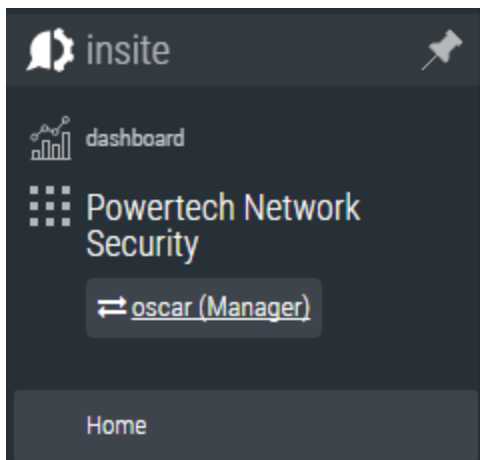 insite
dashboard
Powertech Network
Security
oscar (Manager)
Home